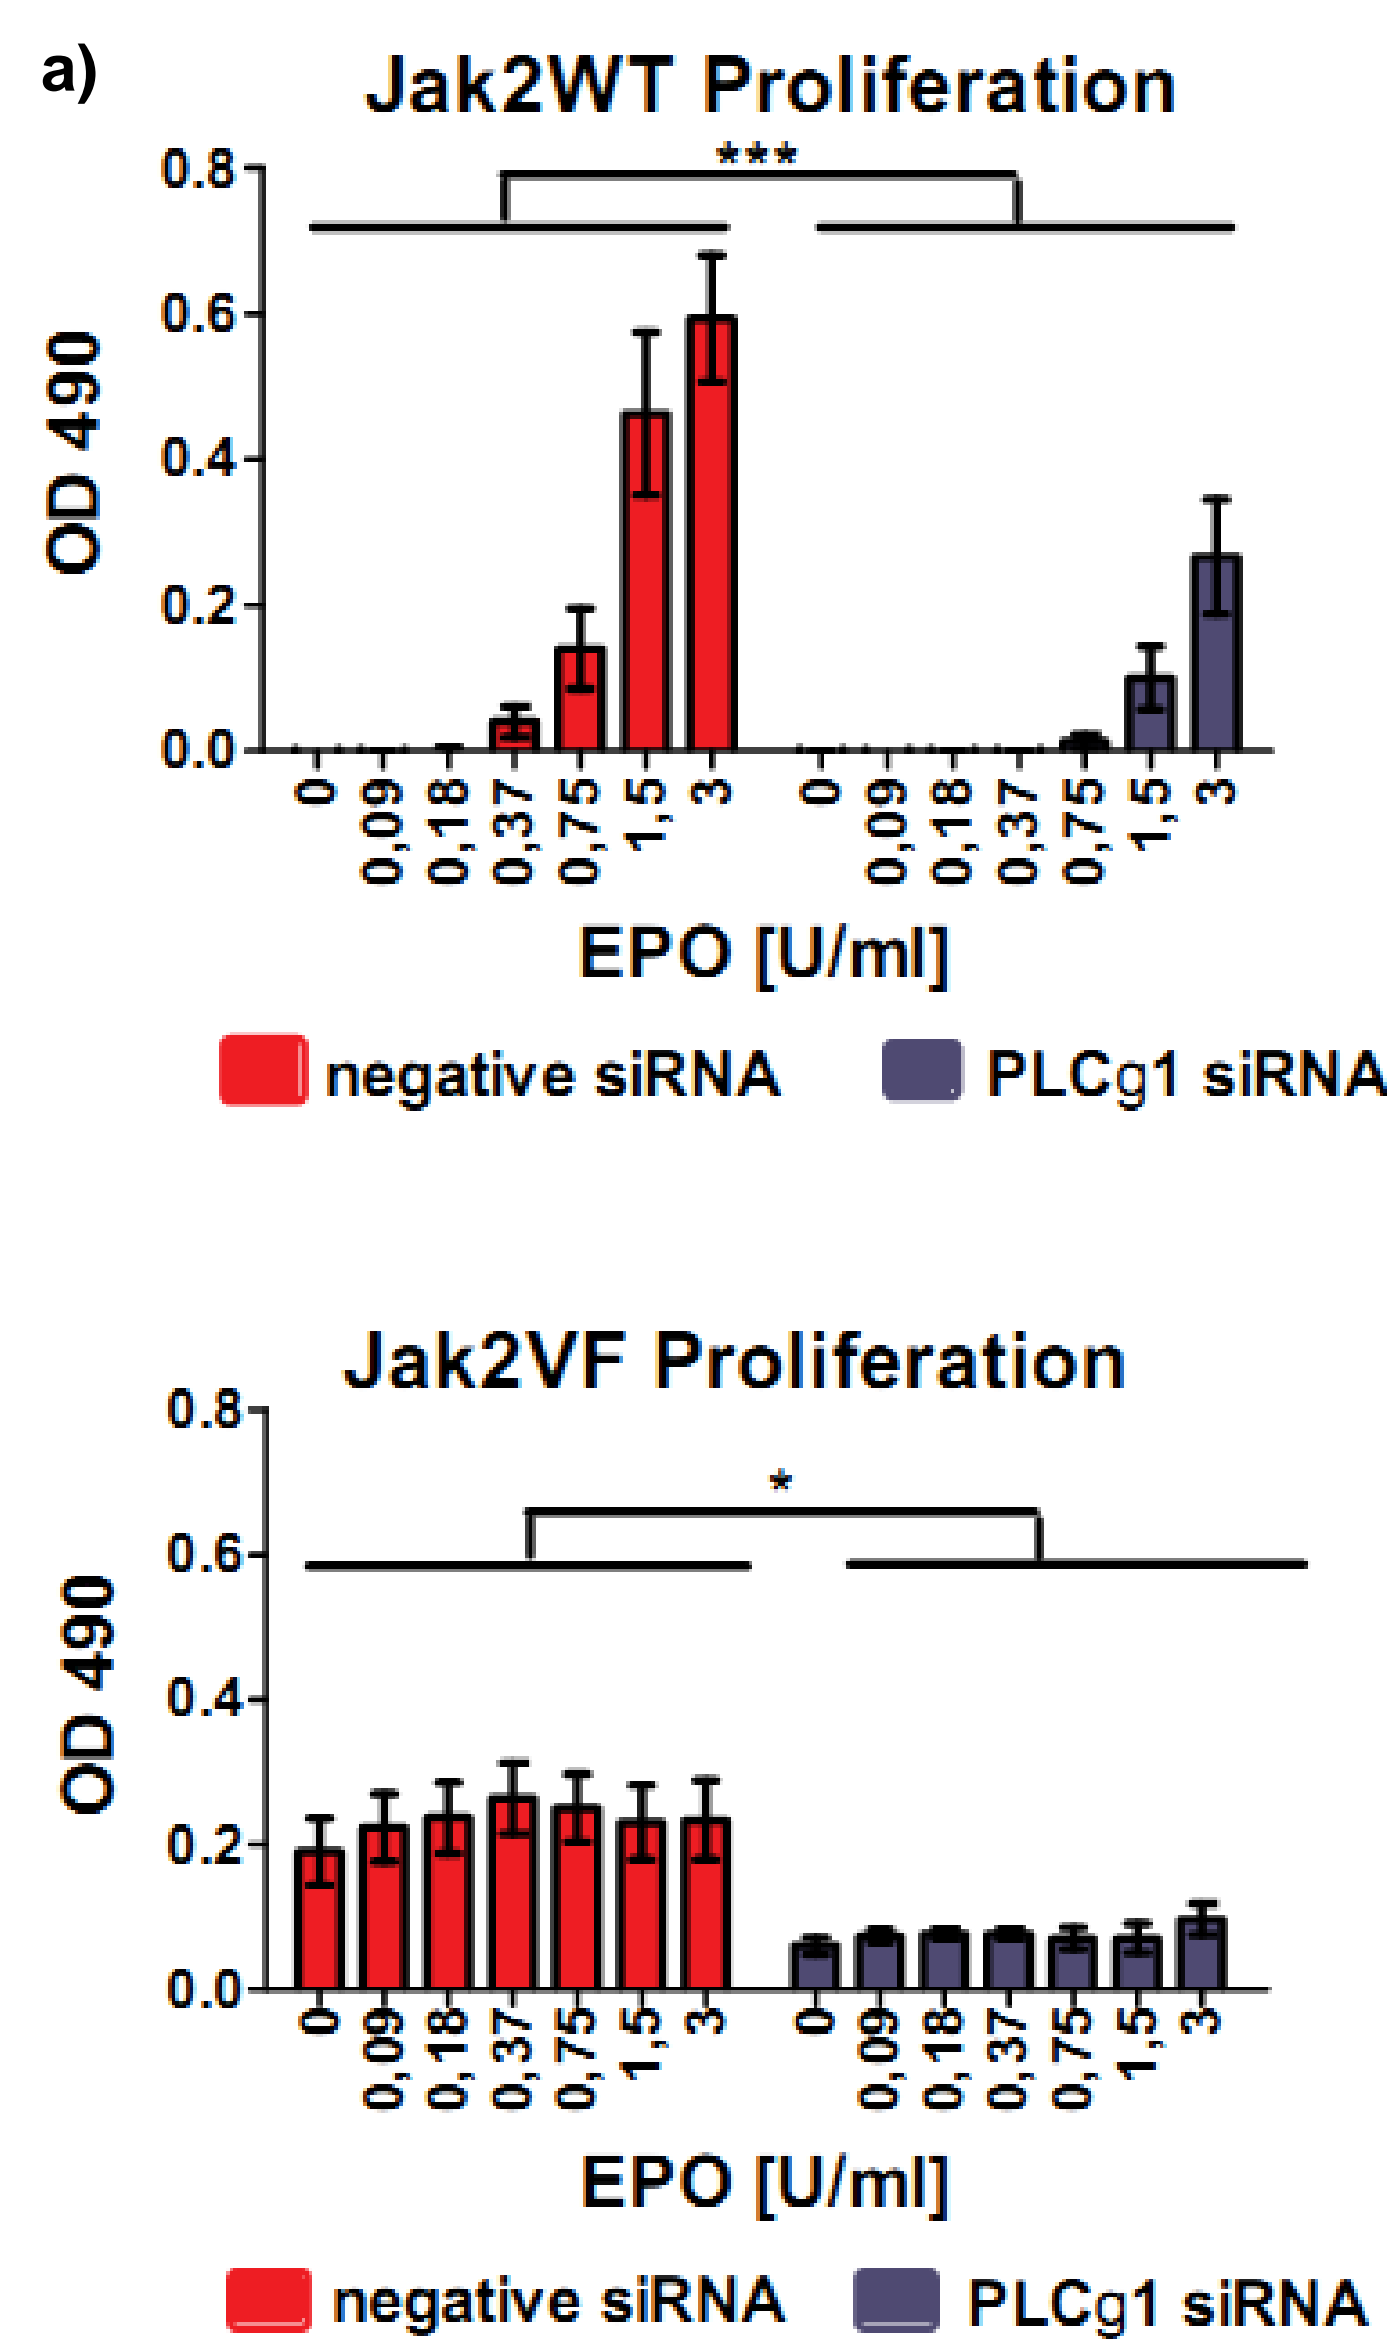 a)
Jak2WT Proliferation
***
0.8
0.6
0.4
0.2
0.0
OD 490
0 0,09 0,18 0,37 0,75 1,5 3 0 0,09 0,18 0,37 0,75 1,5 3
EPO [U/ml]
negative siRNA PLCg1 siRNA
Jak2VF Proliferation
*
0.8
0.6
0.4
0.2
0.0
OD 490
0 0,09 0,18 0,37 0,75 1,5 3 0 0,09 0,18 0,37 0,75 1,5 3
EPO [U/ml]
negative siRNA PLCg1 siRNA